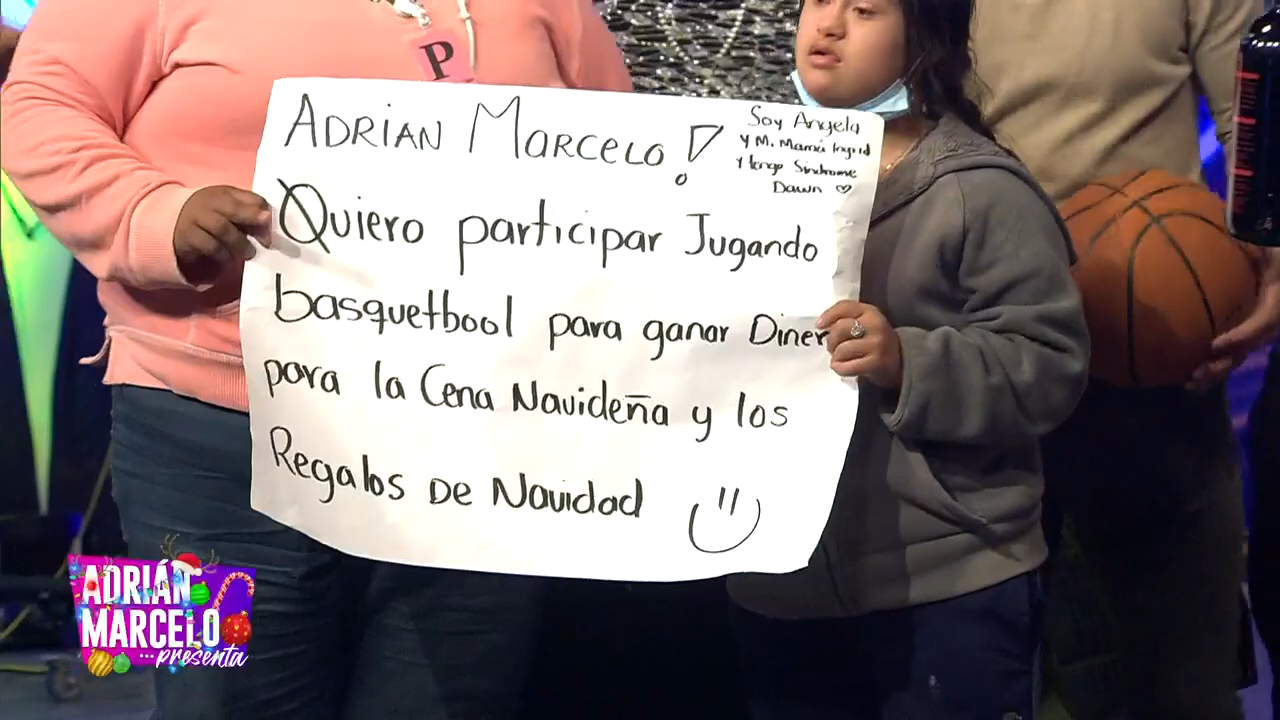 P
ADRIAN MARCELO!
Soy Angela
y M. Mamá Ingrid
y tengo Sindrome
Dawn
Quiero participar Jugando
basquetbool para ganar Diner
para la Cena Navideña y los
Regalos DE Navidad
ADRIÁN
MARCELO
...presenta